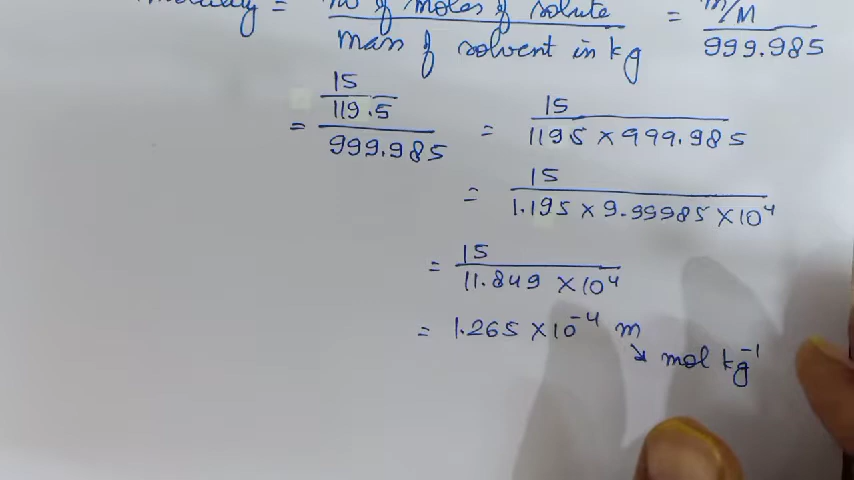 = no of moles of solute / mass of solvent in kg = m/M / 999.985
= 15 / 119.5 / 999.985 = 15 / 1195 × 999.985
= 15 / 1.195 × 9.99985 × 10⁴
= 15 / 11.849 × 10⁴
= 1.265 × 10⁻⁴ m
↘ mol kg⁻¹